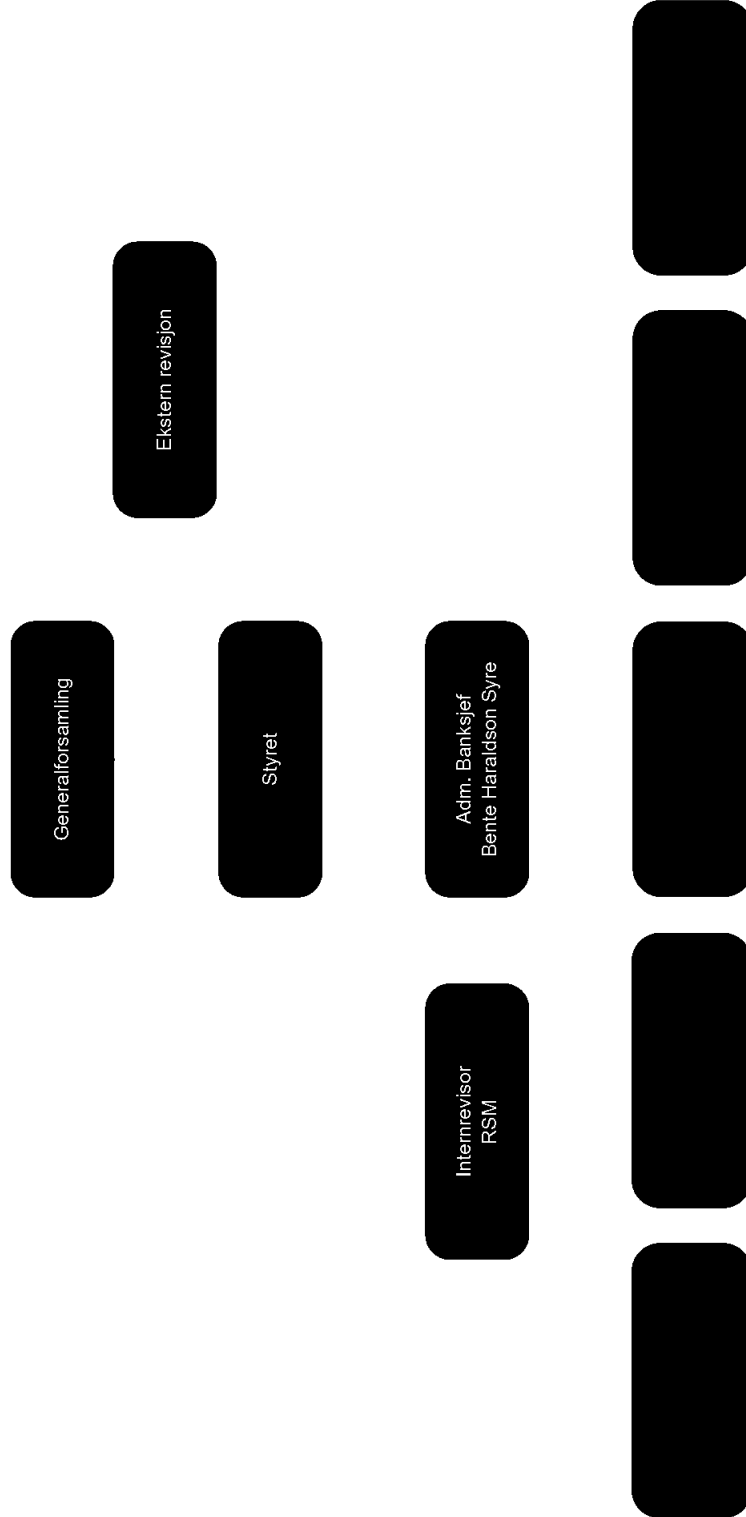 Generalforsamling
Ekstern revisjon
Styret
Internrevisor
RSM
Adm. Banksjef
Bente Haraldson Syre